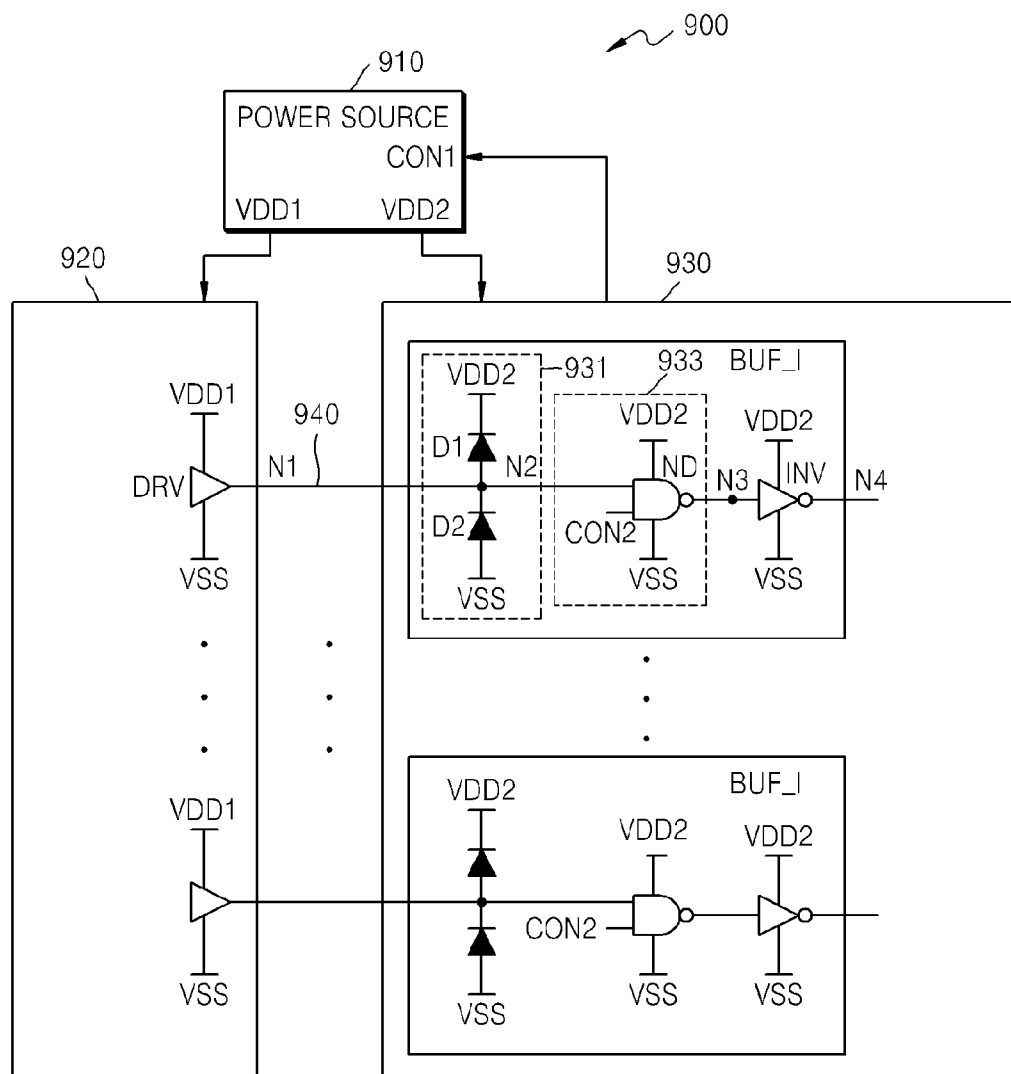 900
910
POWER SOURCE
CON1
VDD1 VDD2
920
930
BUF_I
931
933
VDD2
VDD2
VDD2
VDD1
940
D1
ND
INV
N1
N2
N3
N4
DRV
D2
CON2
VSS
VSS
VSS
VSS
BUF_I
VDD2
VDD1
VDD2
VDD2
CON2
VSS
VSS
VSS
VSS